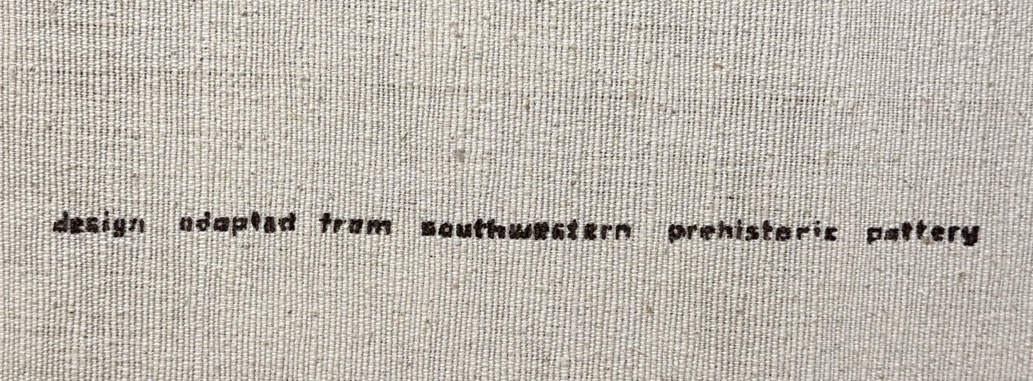 design adapted from southwestern prehistoric pottery